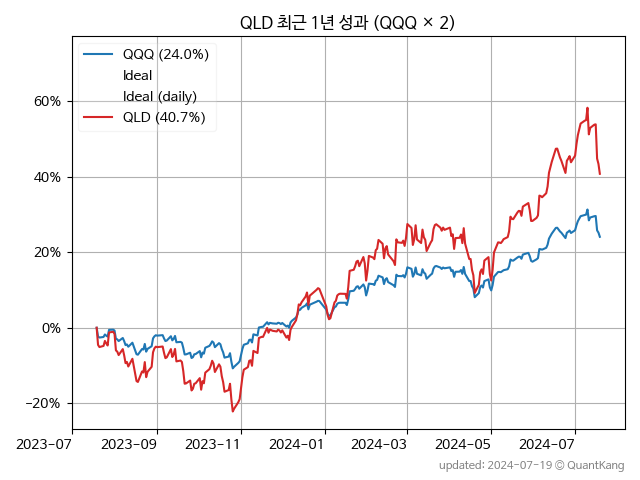 QLD 최근 1년 성과 (QQQ × 2)
QQQ (24.0%)
Ideal
Ideal (daily)
QLD (40.7%)
60%
40%
20%
0%
−20%
2023-07 2023-09 2023-11 2024-01 2024-03 2024-05 2024-07
updated: 2024-07-19 © QuantKang